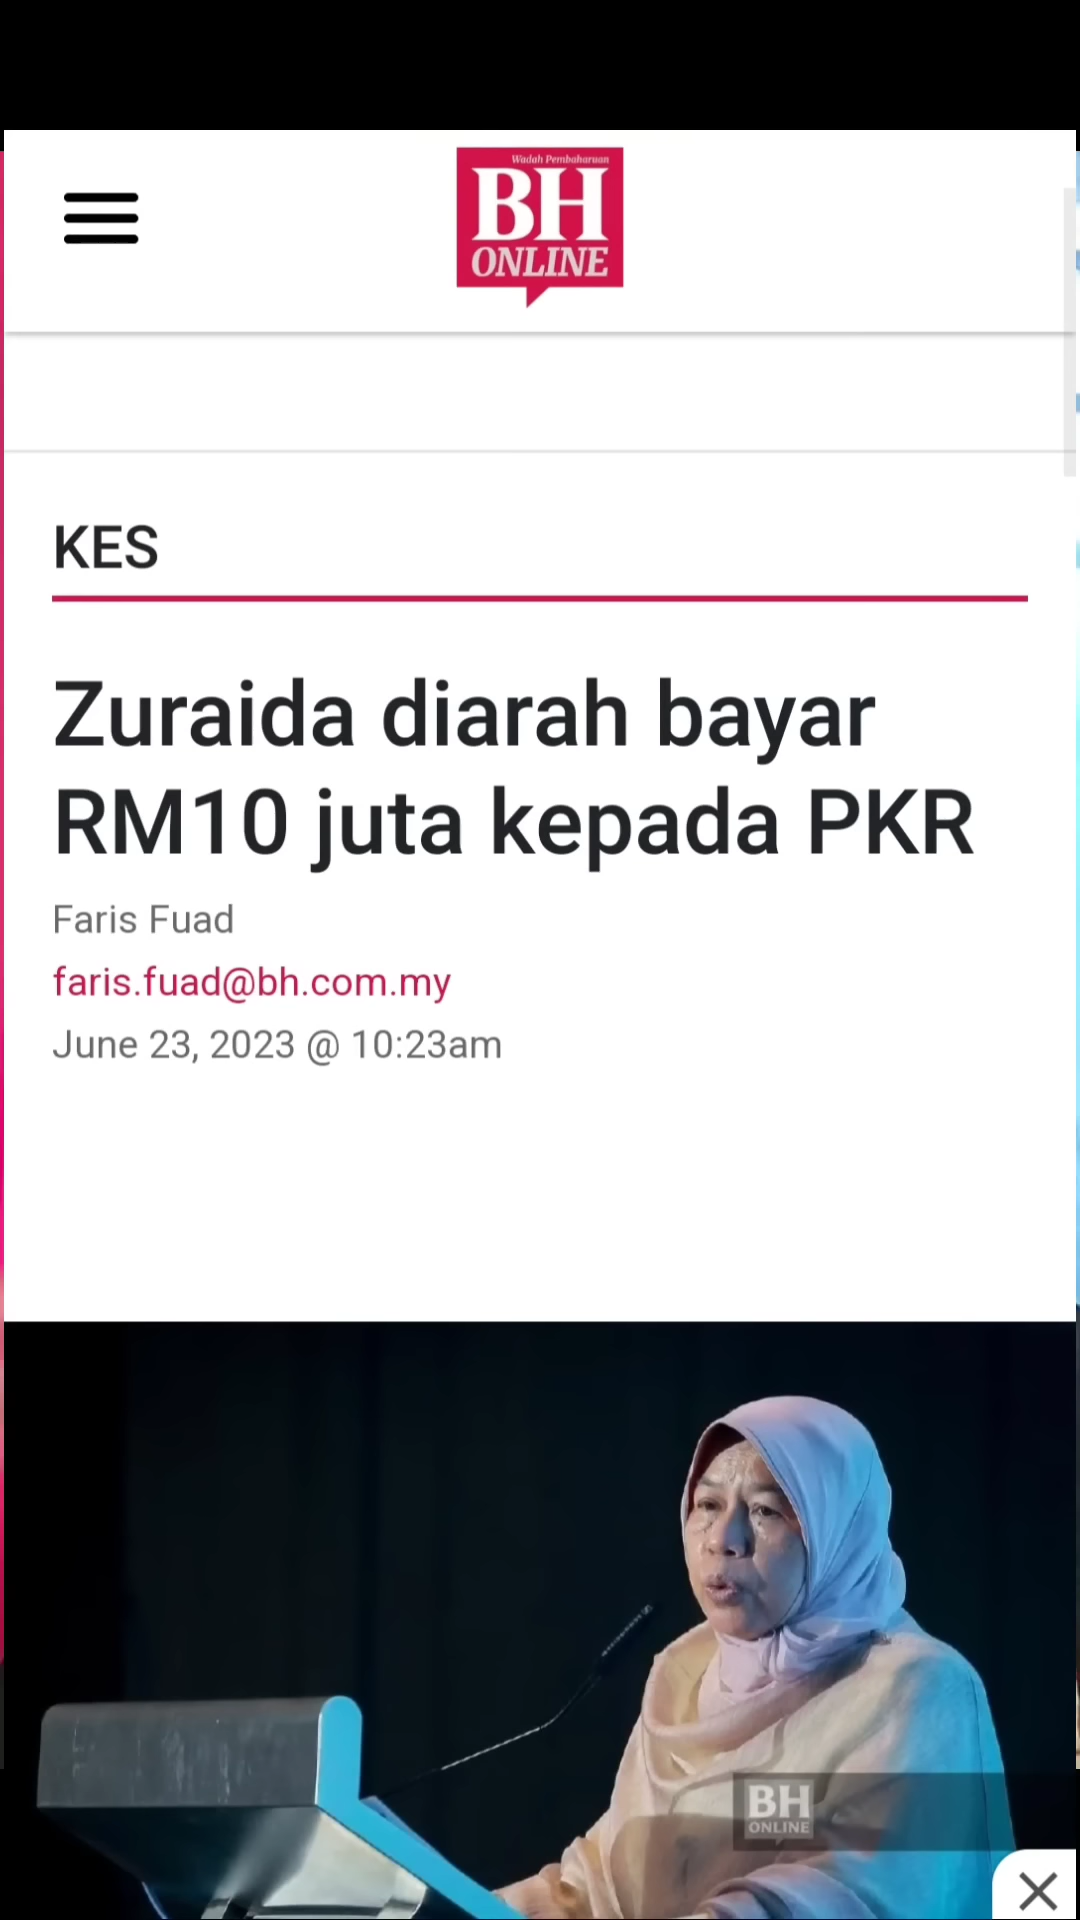 Wadah Pembaharuan
BH
ONLINE
KES
Zuraida diarah bayar
RM10 juta kepada PKR
Faris Fuad
faris.fuad@bh.com.my
June 23, 2023 @ 10:23am
BH
ONLINE